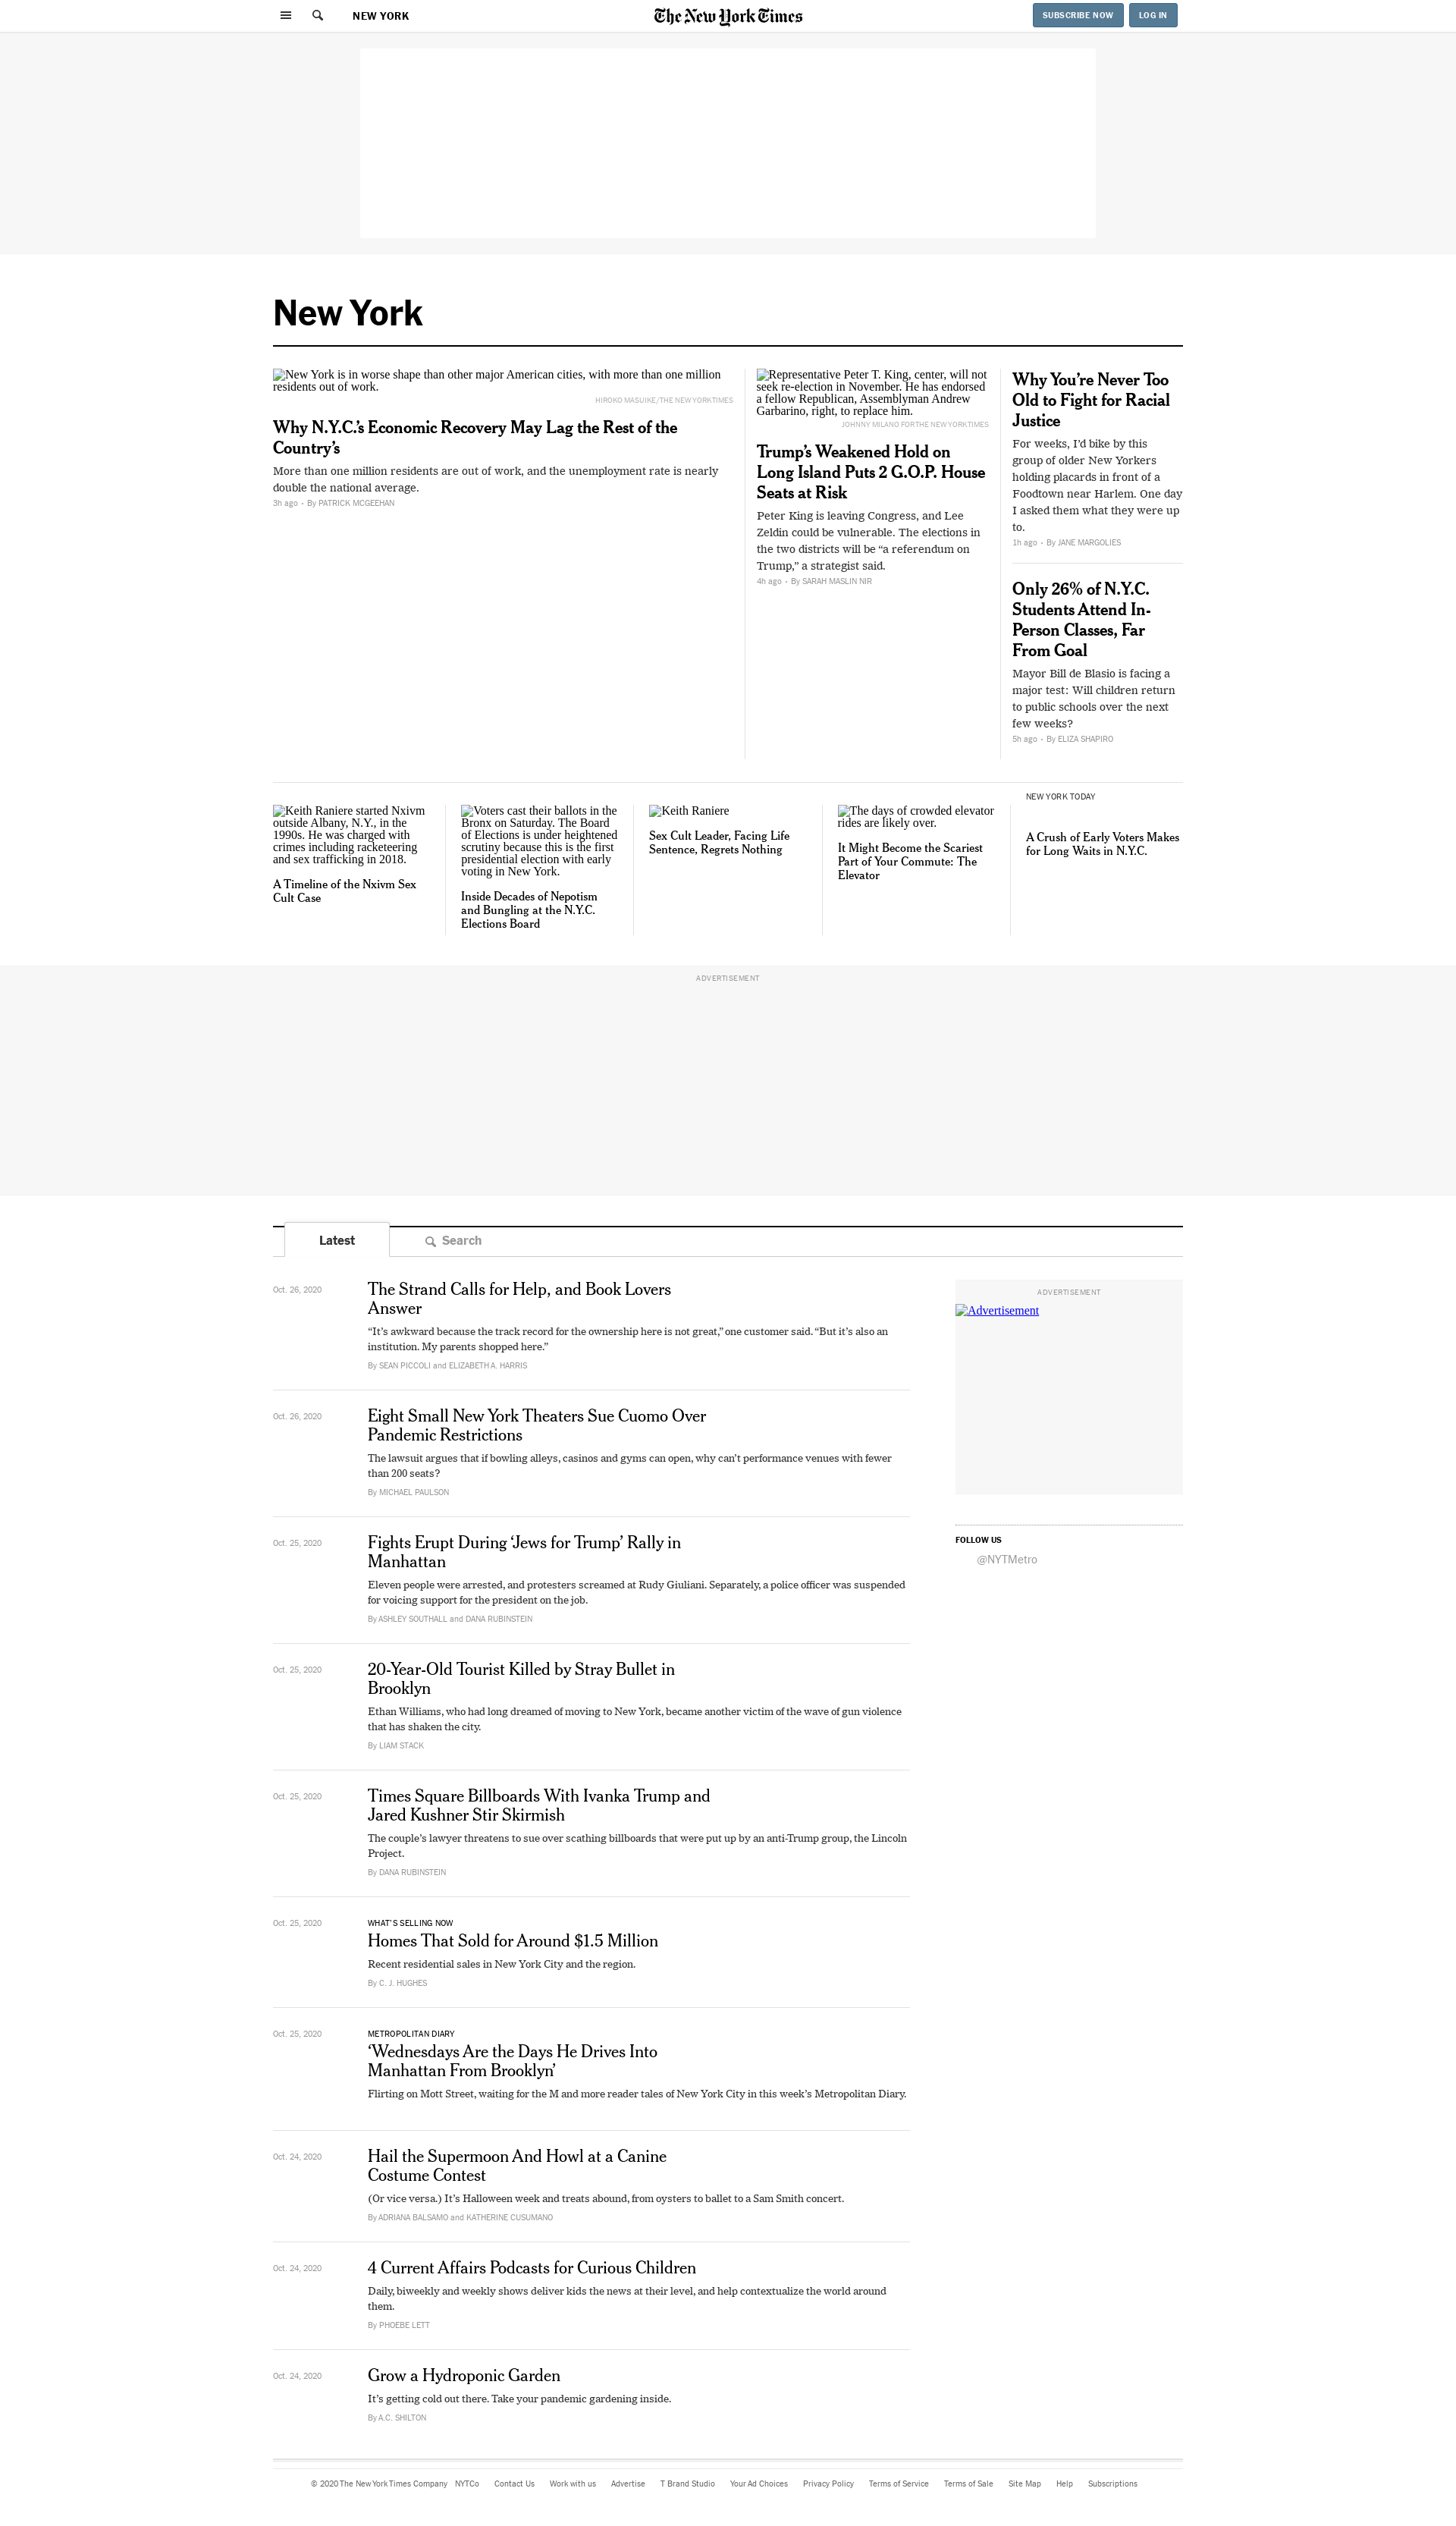 NEW YORK
The New York Times
SUBSCRIBE NOW
LOG IN
New York
New York is in worse shape than other major American cities, with more than one million
residents out of work.
HIROKO MASUIKE/THE NEW YORK TIMES
Why N.Y.C.’s Economic Recovery May Lag the Rest of the
Country’s
More than one million residents are out of work, and the unemployment rate is nearly
double the national average.
3h ago • By PATRICK MCGEEHAN
Representative Peter T. King, center, will not
seek re-election in November. He has endorsed
a fellow Republican, Assemblyman Andrew
Garbarino, right, to replace him.
JOHNNY MILANO FOR THE NEW YORK TIMES
Trump’s Weakened Hold on
Long Island Puts 2 G.O.P. House
Seats at Risk
Peter King is leaving Congress, and Lee
Zeldin could be vulnerable. The elections in
the two districts will be “a referendum on
Trump,” a strategist said.
4h ago • By SARAH MASLIN NIR
Why You’re Never Too
Old to Fight for Racial
Justice
For weeks, I’d bike by this
group of older New Yorkers
holding placards in front of a
Foodtown near Harlem. One day
I asked them what they were up
to.
1h ago • By JANE MARGOLIES
Only 26% of N.Y.C.
Students Attend In-
Person Classes, Far
From Goal
Mayor Bill de Blasio is facing a
major test: Will children return
to public schools over the next
few weeks?
5h ago • By ELIZA SHAPIRO
Keith Raniere started Nxivm
outside Albany, N.Y., in the
1990s. He was charged with
crimes including racketeering
and sex trafficking in 2018.
A Timeline of the Nxivm Sex
Cult Case
Voters cast their ballots in the
Bronx on Saturday. The Board
of Elections is under heightened
scrutiny because this is the first
presidential election with early
voting in New York.
Inside Decades of Nepotism
and Bungling at the N.Y.C.
Elections Board
Keith Raniere
Sex Cult Leader, Facing Life
Sentence, Regrets Nothing
The days of crowded elevator
rides are likely over.
It Might Become the Scariest
Part of Your Commute: The
Elevator
NEW YORK TODAY
A Crush of Early Voters Makes
for Long Waits in N.Y.C.
ADVERTISEMENT
Latest
Search
Oct. 26, 2020
The Strand Calls for Help, and Book Lovers
Answer
“It’s awkward because the track record for the ownership here is not great,” one customer said. “But it’s also an
institution. My parents shopped here.”
By SEAN PICCOLI and ELIZABETH A. HARRIS
Oct. 26, 2020
Eight Small New York Theaters Sue Cuomo Over
Pandemic Restrictions
The lawsuit argues that if bowling alleys, casinos and gyms can open, why can’t performance venues with fewer
than 200 seats?
By MICHAEL PAULSON
Oct. 25, 2020
Fights Erupt During ‘Jews for Trump’ Rally in
Manhattan
Eleven people were arrested, and protesters screamed at Rudy Giuliani. Separately, a police officer was suspended
for voicing support for the president on the job.
By ASHLEY SOUTHALL and DANA RUBINSTEIN
Oct. 25, 2020
20-Year-Old Tourist Killed by Stray Bullet in
Brooklyn
Ethan Williams, who had long dreamed of moving to New York, became another victim of the wave of gun violence
that has shaken the city.
By LIAM STACK
Oct. 25, 2020
Times Square Billboards With Ivanka Trump and
Jared Kushner Stir Skirmish
The couple’s lawyer threatens to sue over scathing billboards that were put up by an anti-Trump group, the Lincoln
Project.
By DANA RUBINSTEIN
Oct. 25, 2020
WHAT’S SELLING NOW
Homes That Sold for Around $1.5 Million
Recent residential sales in New York City and the region.
By C. J. HUGHES
Oct. 25, 2020
METROPOLITAN DIARY
‘Wednesdays Are the Days He Drives Into
Manhattan From Brooklyn’
Flirting on Mott Street, waiting for the M and more reader tales of New York City in this week’s Metropolitan Diary.
Oct. 24, 2020
Hail the Supermoon And Howl at a Canine
Costume Contest
(Or vice versa.) It’s Halloween week and treats abound, from oysters to ballet to a Sam Smith concert.
By ADRIANA BALSAMO and KATHERINE CUSUMANO
Oct. 24, 2020
4 Current Affairs Podcasts for Curious Children
Daily, biweekly and weekly shows deliver kids the news at their level, and help contextualize the world around
them.
By PHOEBE LETT
Oct. 24, 2020
Grow a Hydroponic Garden
It’s getting cold out there. Take your pandemic gardening inside.
By A.C. SHILTON
ADVERTISEMENT
Advertisement
FOLLOW US
@NYTMetro
© 2020 The New York Times Company NYTCo Contact Us Work with us Advertise T Brand Studio Your Ad Choices Privacy Policy Terms of Service Terms of Sale Site Map Help Subscriptions